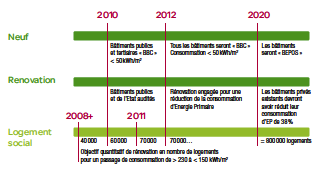 2010 2012 2020
Neuf
Bâtiments publics
et tertiaires « BBC »
< 50 kWh/m²
Tous les bâtiments seront « BBC »
Consommation < 50 kWh/m²
Les bâtiments
seront « BEPOS »
Renovation
Bâtiments publics
et de l'Etat audités
Rénovation engagée pour une
réduction de la consommation
d'Energie Primaire
Les bâtiments privés
existants devront
avoir réduit leur
consommation
d'EP de 38%
2008+ 2011
Logement
social
40000 60000 70000 70000... = 800000 logements
Objectif quantitatif de rénovation en nombre de logements
pour un passage de consommation de > 230 à < 150 kWh/m²